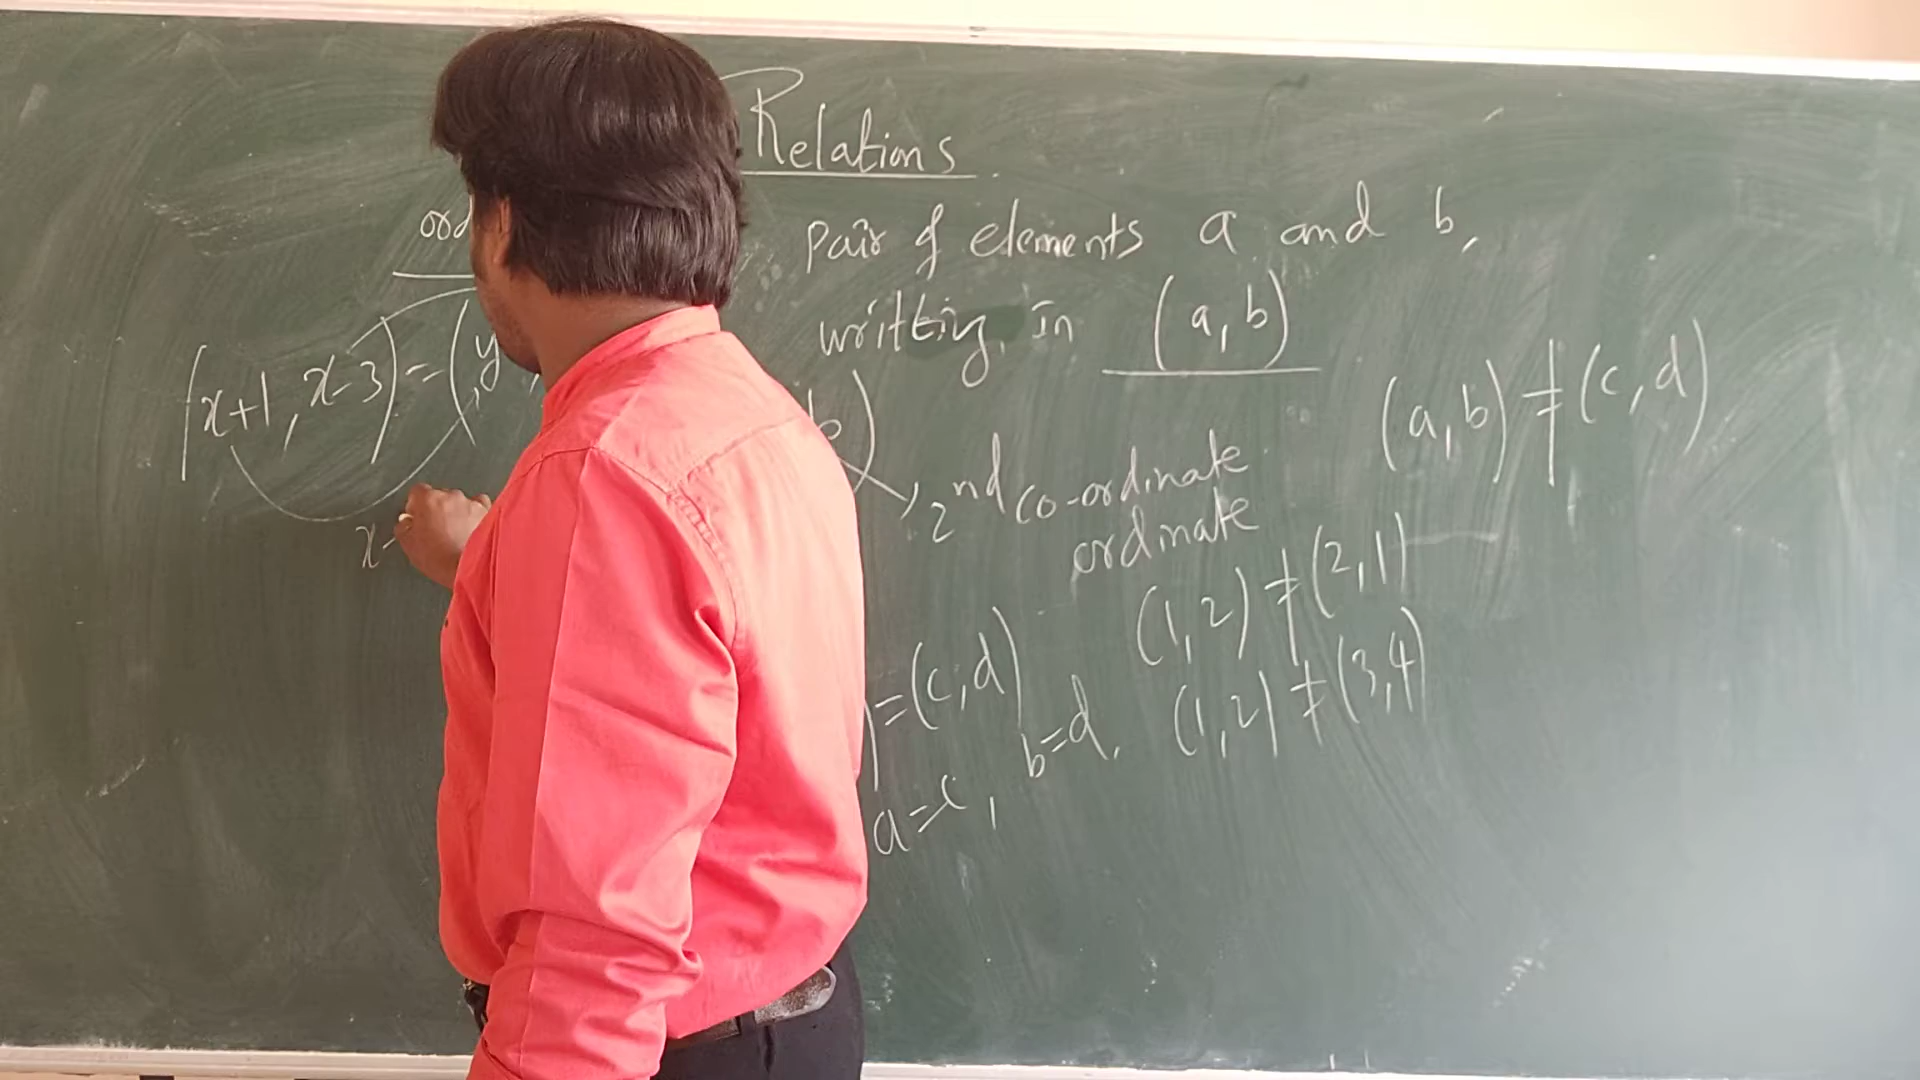 Relations
pair of elements a and b,
writting in (a, b)
(x+1, x-3) = (y
b)
(a, b) ≠ (c, d)
2nd co-ordinate
ordinate
x-
(1, 2) ≠ (2, 1)
) = (c, d)
(1, 2) ≠ (3, 4)
a=c, b=d,